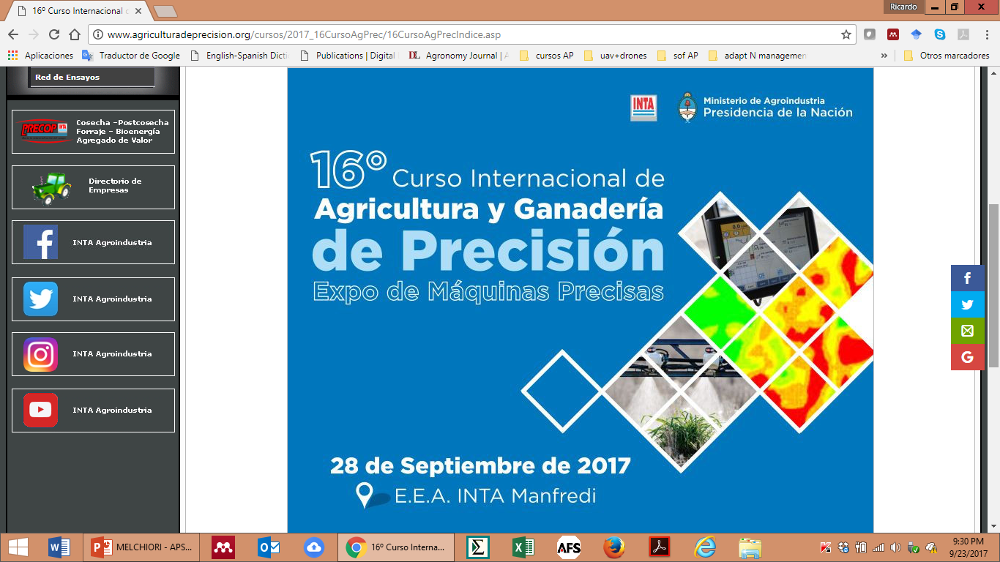 16º Curso Internacional d
Ricardo
www.agriculturadeprecision.org/cursos/2017_16CursoAgPrec/16CursoAgPrecIndice.asp
Aplicaciones
Traductor de Google
English-Spanish Dicti
Publications | Digital
DL
Agronomy Journal | A
cursos AP
uav+drones
sof AP
adapt N managemen
»
Otros marcadores
Red de Ensayos
PRECOP INTA
Cosecha –Postcosecha
Forraje – Bioenergía
Agregado de Valor
Directorio de
Empresas
INTA Agroindustria
INTA Agroindustria
INTA Agroindustria
INTA Agroindustria
INTA
Ministerio de Agroindustria
Presidencia de la Nación
16º Curso Internacional de
Agricultura y Ganadería
de Precisión
Expo de Máquinas Precisas
28 de Septiembre de 2017
E.E.A. INTA Manfredi
MELCHIORI - APS...
16º Curso Interna...
AFS
9:30 PM
9/23/2017